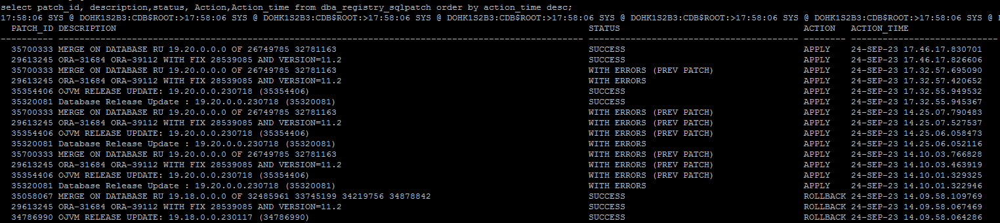 select patch_id, description,status, Action,Action_time from dba_registry_sqlpatch order by action_time desc;
17:58:06 SYS @ DOHK1S2B3:CDB$ROOT:>17:58:06 SYS @ DOHK1S2B3:CDB$ROOT:>17:58:06 SYS @ DOHK1S2B3:CDB$ROOT:>17:58:06 SYS @ DOHK1S2B3:CDB$ROOT:>17:58:06 SYS @ DOHK1S2B3:CDB$ROOT:>17:58:06 SYS @ D
PATCH_ID DESCRIPTION STATUS ACTION ACTION_TIME
35700333 MERGE ON DATABASE RU 19.20.0.0.0 OF 26749785 32781163 SUCCESS APPLY 24-SEP-23 17.46.17.830701
29613245 ORA-31684 ORA-39112 WITH FIX 28539085 AND VERSION=11.2 SUCCESS APPLY 24-SEP-23 17.46.17.826606
35700333 MERGE ON DATABASE RU 19.20.0.0.0 OF 26749785 32781163 WITH ERRORS (PREV PATCH) APPLY 24-SEP-23 17.32.57.695090
29613245 ORA-31684 ORA-39112 WITH FIX 28539085 AND VERSION=11.2 WITH ERRORS APPLY 24-SEP-23 17.32.57.420652
35354406 OJVM RELEASE UPDATE: 19.20.0.0.230718 (35354406) SUCCESS APPLY 24-SEP-23 17.32.55.949532
35320081 Database Release Update : 19.20.0.0.230718 (35320081) SUCCESS APPLY 24-SEP-23 17.32.55.945367
35700333 MERGE ON DATABASE RU 19.20.0.0.0 OF 26749785 32781163 WITH ERRORS (PREV PATCH) APPLY 24-SEP-23 14.25.07.790483
29613245 ORA-31684 ORA-39112 WITH FIX 28539085 AND VERSION=11.2 WITH ERRORS (PREV PATCH) APPLY 24-SEP-23 14.25.07.527537
35354406 OJVM RELEASE UPDATE: 19.20.0.0.230718 (35354406) WITH ERRORS (PREV PATCH) APPLY 24-SEP-23 14.25.06.058473
35320081 Database Release Update : 19.20.0.0.230718 (35320081) WITH ERRORS APPLY 24-SEP-23 14.25.06.052116
35700333 MERGE ON DATABASE RU 19.20.0.0.0 OF 26749785 32781163 WITH ERRORS (PREV PATCH) APPLY 24-SEP-23 14.10.03.766828
29613245 ORA-31684 ORA-39112 WITH FIX 28539085 AND VERSION=11.2 WITH ERRORS (PREV PATCH) APPLY 24-SEP-23 14.10.03.463919
35354406 OJVM RELEASE UPDATE: 19.20.0.0.230718 (35354406) WITH ERRORS (PREV PATCH) APPLY 24-SEP-23 14.10.01.329325
35320081 Database Release Update : 19.20.0.0.230718 (35320081) WITH ERRORS APPLY 24-SEP-23 14.10.01.322946
35058067 MERGE ON DATABASE RU 19.18.0.0.0 OF 32485961 33745199 34219756 34878842 SUCCESS ROLLBACK 24-SEP-23 14.09.58.109769
29613245 ORA-31684 ORA-39112 WITH FIX 28539085 AND VERSION=11.2 SUCCESS ROLLBACK 24-SEP-23 14.09.58.067469
34786990 OJVM RELEASE UPDATE: 19.18.0.0.230117 (34786990) SUCCESS ROLLBACK 24-SEP-23 14.09.58.064286